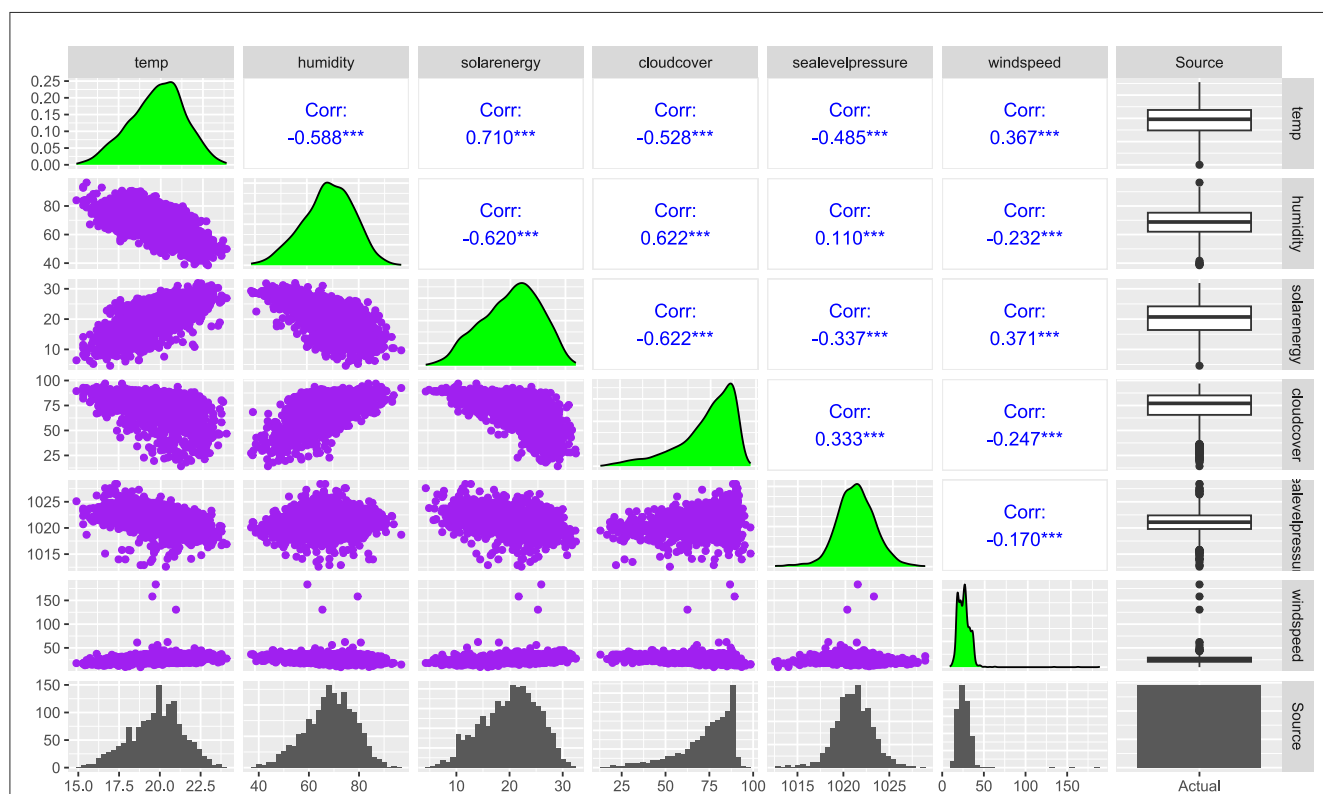 temp humidity solarenergy cloudcover sealevelpressure windspeed Source
0.25
0.20
0.15
0.10
0.05
0.00
Corr:
-0.588***
Corr:
0.710***
Corr:
-0.528***
Corr:
-0.485***
Corr:
0.367***
temp
80
60
40
Corr:
-0.620***
Corr:
0.622***
Corr:
0.110***
Corr:
-0.232***
humidity
30
20
10
Corr:
-0.622***
Corr:
-0.337***
Corr:
0.371***
solarenergy
100
75
50
25
Corr:
0.333***
Corr:
-0.247***
cloudcover
1025
1020
1015
Corr:
-0.170***
ealevelpressu
150
100
50
windspeed
150
100
50
0
Source
15.0 17.5 20.0 22.5 40 60 80 10 20 30 25 50 75 100 1015 1020 1025 0 50 100 150 Actual